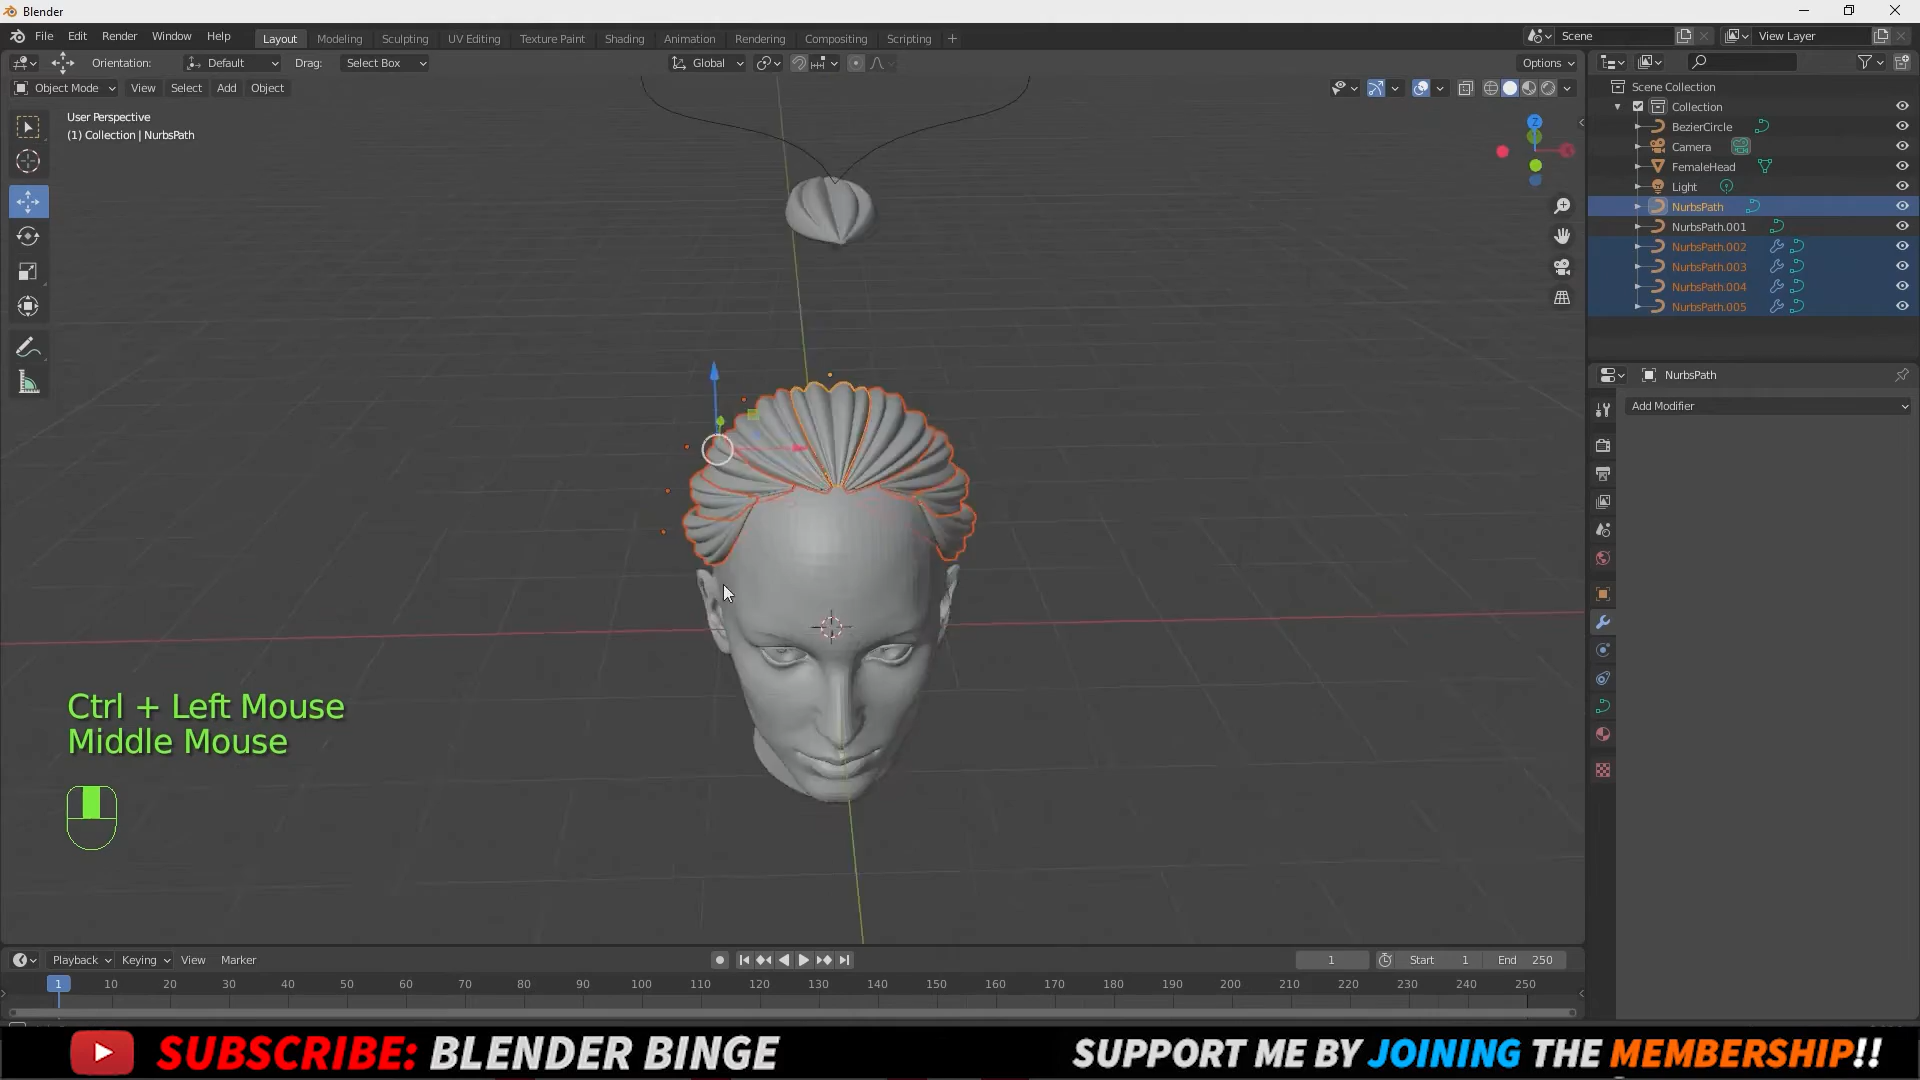 Blender
File Edit Render Window Help Layout Modeling Sculpting UV Editing Texture Paint Shading Animation Rendering Compositing Scripting + Scene View Layer
Orientation: Default Drag: Select Box Global Options
Object Mode View Select Add Object
User Perspective
(1) Collection | NurbsPath
Z
Scene Collection
Collection
BezierCircle
Camera
FemaleHead
Light
NurbsPath
NurbsPath.001
NurbsPath.002
NurbsPath.003
NurbsPath.004
NurbsPath.005
NurbsPath
Add Modifier
Ctrl + Left Mouse
Middle Mouse
Playback Keying View Marker 1 Start 1 End 250
1 10 20 30 40 50 60 70 80 90 100 110 120 130 140 150 160 170 180 190 200 210 220 230 240 250
SUBSCRIBE: BLENDER BINGE SUPPORT ME BY JOINING THE MEMBERSHIP!!